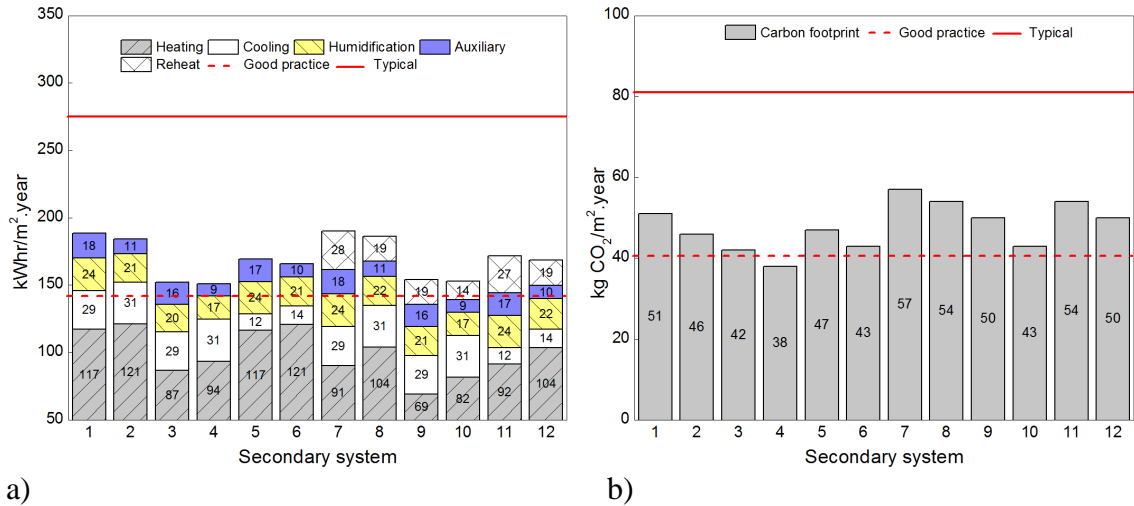 350
300
250
200
150
100
50
kWhr/m².year
Heating Cooling Humidification Auxiliary
Reheat Good practice Typical
18 11 16 9 17 10 28 19 19 14 27 19
24 21 20 17 24 21 18 11 16 9 17 10
29 31 29 31 12 14 24 22 21 17 24 22
117 121 87 94 117 121 29 31 29 31 12 14
91 104 69 82 92 104
1 2 3 4 5 6 7 8 9 10 11 12
Secondary system
a)
100
80
60
40
20
0
kg CO₂/m².year
Carbon footprint Good practice Typical
51 46 42 38 47 43 57 54 50 43 54 50
1 2 3 4 5 6 7 8 9 10 11 12
Secondary system
b)